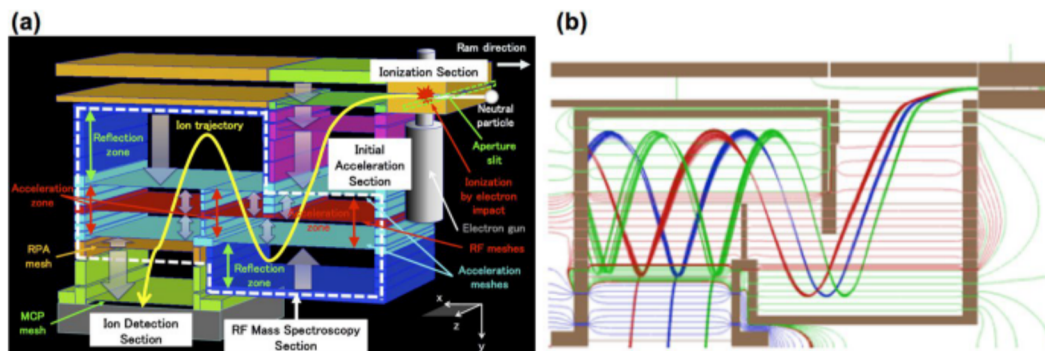 (a)
(b)
Ram direction
Ionization Section
Neutral
particle
Ion trajectory
Reflection
zone
Initial
Acceleration
Section
Aperture
slit
Acceleration
zone
Acceleration
zone
Ionization
by electron
impact
Electron gun
RF meshes
RPA
mesh
Reflection
zone
Acceleration
meshes
MCP
mesh
Ion Detection
Section
RF Mass Spectroscopy
Section
x
z
y